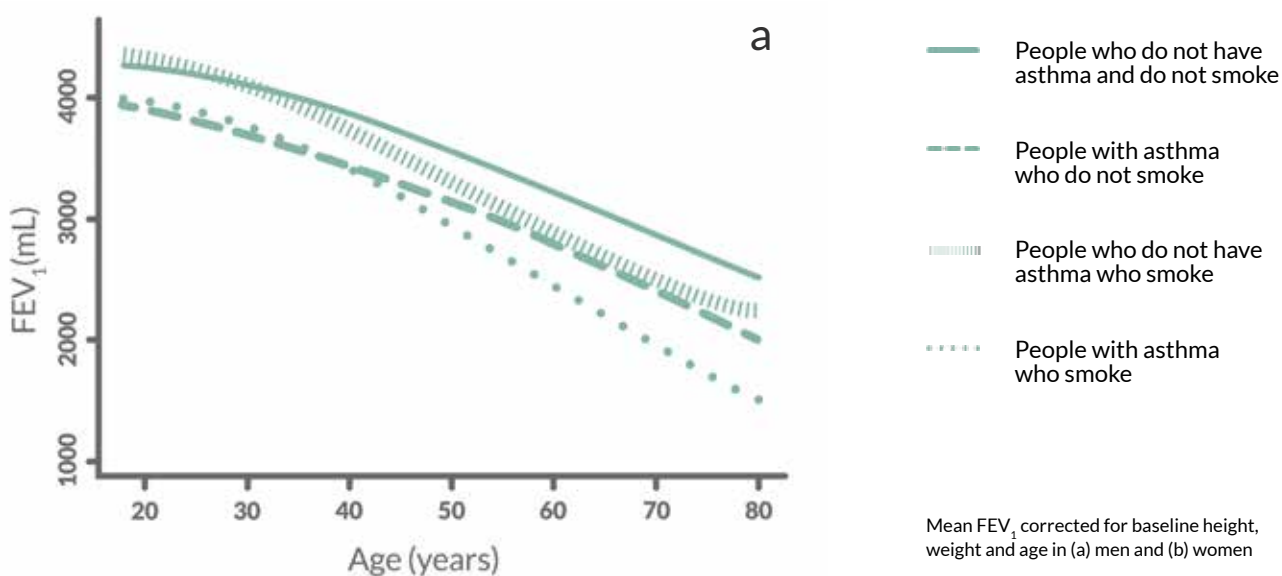 a
4000
3000
2000
1000
FEV1(mL)
20 30 40 50 60 70 80
Age (years)
People who do not have
asthma and do not smoke
People with asthma
who do not smoke
People who do not have
asthma who smoke
People with asthma
who smoke
Mean FEV1 corrected for baseline height,
weight and age in (a) men and (b) women